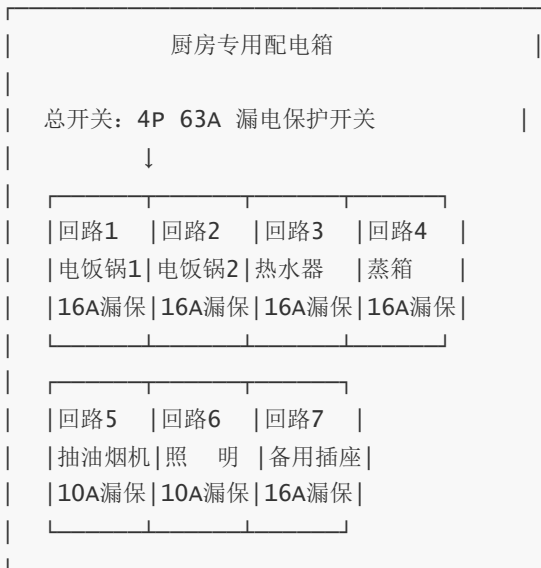 厨房专用配电箱
总开关：4P 63A 漏电保护开关
↓
回路1 回路2 回路3 回路4
电饭锅1 电饭锅2 热水器 蒸箱
16A漏保 16A漏保 16A漏保 16A漏保
回路5 回路6 回路7
抽油烟机 照 明 备用插座
10A漏保 10A漏保 16A漏保